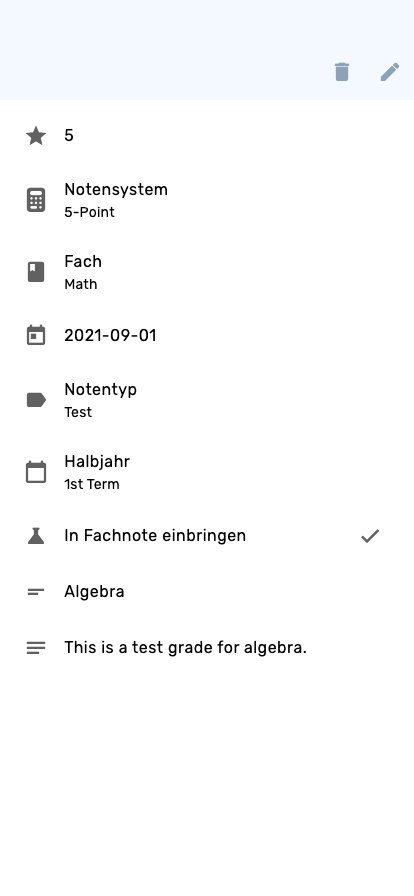 5
Notensystem
5-Point
Fach
Math
2021-09-01
Notentyp
Test
Halbjahr
1st Term
In Fachnote einbringen
Algebra
This is a test grade for algebra.